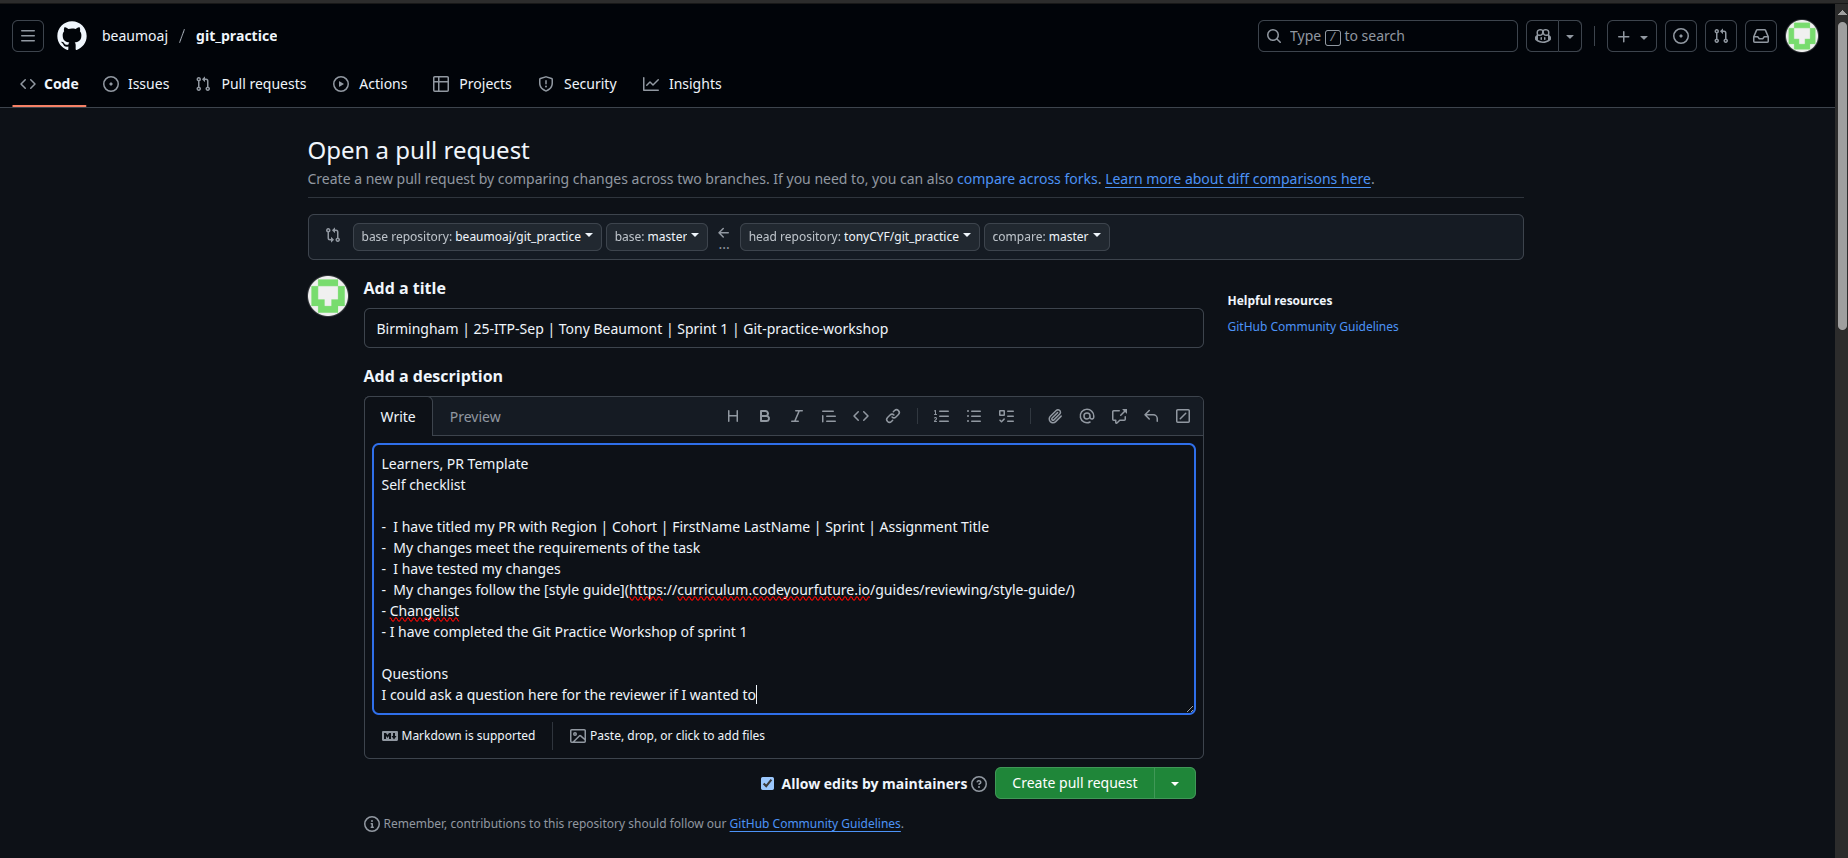 beaumoaj / git_practice
Type / to search
Code Issues Pull requests Actions Projects Security Insights
Open a pull request
Create a new pull request by comparing changes across two branches. If you need to, you can also compare across forks. Learn more about diff comparisons here.
base repository: beaumoaj/git_practice base: master ← ... head repository: tonyCYF/git_practice compare: master
Add a title
Birmingham | 25-ITP-Sep | Tony Beaumont | Sprint 1 | Git-practice-workshop
Helpful resources
GitHub Community Guidelines
Add a description
Write Preview
Learners, PR Template
Self checklist
- I have titled my PR with Region | Cohort | FirstName LastName | Sprint | Assignment Title
- My changes meet the requirements of the task
- I have tested my changes
- My changes follow the [style guide](https://curriculum.codeyourfuture.io/guides/reviewing/style-guide/)
- Changelist
- I have completed the Git Practice Workshop of sprint 1
Questions
I could ask a question here for the reviewer if I wanted to
Markdown is supported Paste, drop, or click to add files
Allow edits by maintainers ? Create pull request
Remember, contributions to this repository should follow our GitHub Community Guidelines.